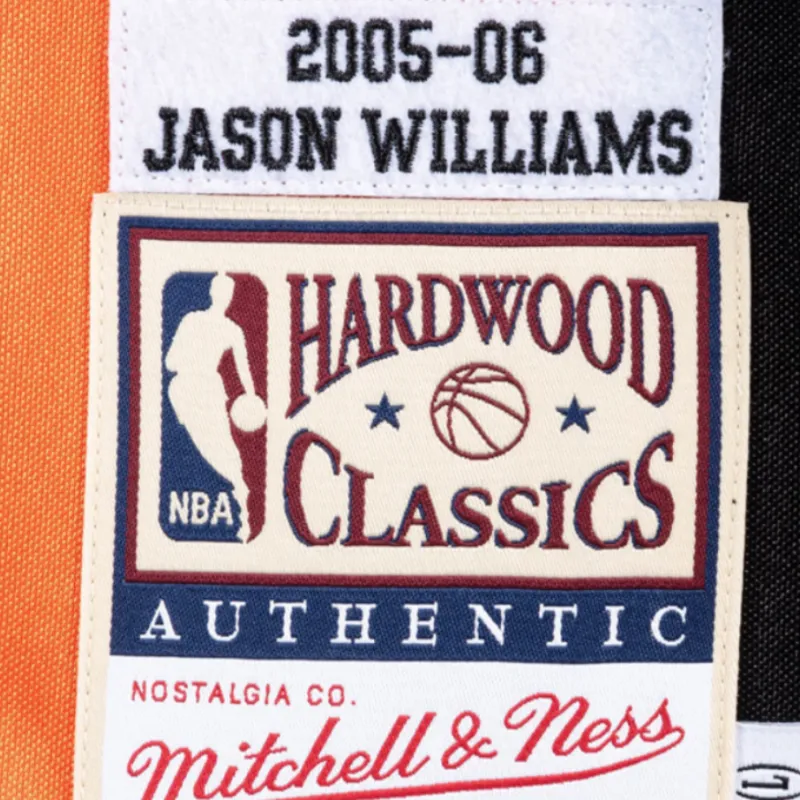 2005-06
JASON WILLIAMS
HARDWOOD
CLASSICS
NBA
AUTHENTIC
NOSTALGIA CO.
Mitchell & Ness
L